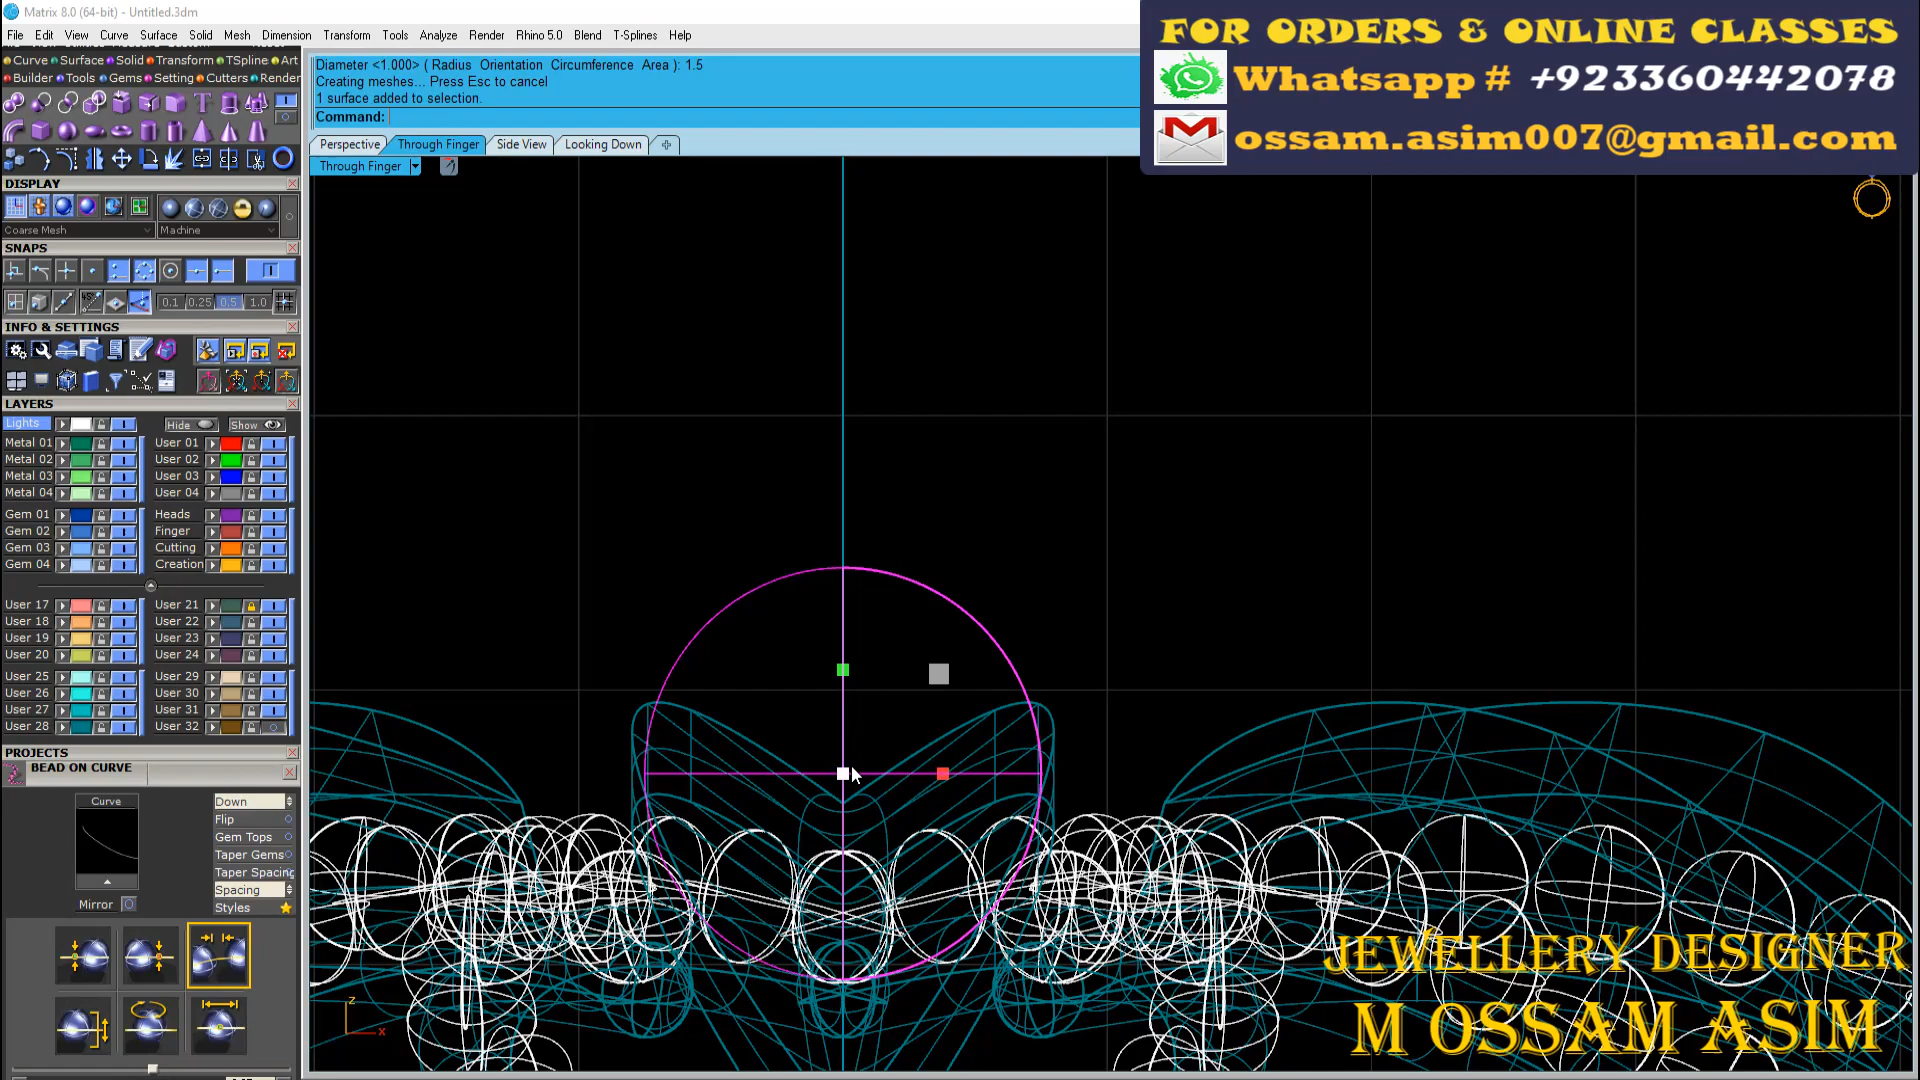 Matrix 8.0 (64-bit) - Untitled.3dm
File Edit View Curve Surface Solid Mesh Dimension Transform Tools Analyze Render Rhino 5.0 Blend T-Splines Help
Curve Surface Solid Transform TSpline Art
Builder Tools Gems Setting Cutters Render
Diameter <1.000> ( Radius Orientation Circumference Area ): 1.5
Creating meshes... Press Esc to cancel
1 surface added to selection.
Command:
Perspective Through Finger Side View Looking Down
Through Finger
FOR ORDERS & ONLINE CLASSES
Whatsapp # +923360442078
ossam.asim007@gmail.com
DISPLAY
Coarse Mesh Machine
SNAPS
0.1 0.25 0.5 1.0
INFO & SETTINGS
LAYERS
Lights Hide Show
Metal 01 User 01
Metal 02 User 02
Metal 03 User 03
Metal 04 User 04
Gem 01 Heads
Gem 02 Finger
Gem 03 Cutting
Gem 04 Creation
User 17 User 21
User 18 User 22
User 19 User 23
User 20 User 24
User 25 User 29
User 26 User 30
User 27 User 31
User 28 User 32
PROJECTS
BEAD ON CURVE
Curve Down
Flip
Gem Tops
Taper Gems
Taper Spacing
Spacing
Mirror Styles
z
x
JEWELLERY DESIGNER
M OSSAM ASIM